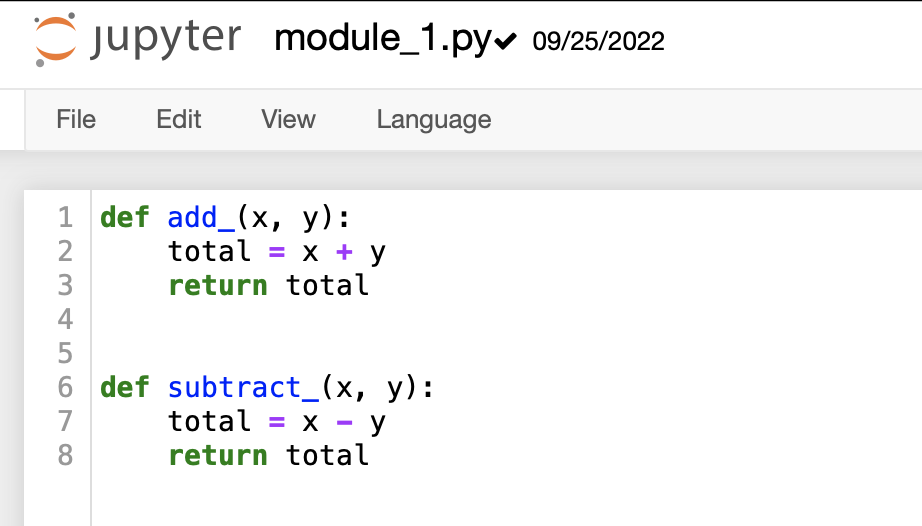 jupyter module_1.py✔ 09/25/2022
File Edit View Language
1 def add_(x, y):
2     total = x + y
3     return total
4
5
6 def subtract_(x, y):
7     total = x - y
8     return total